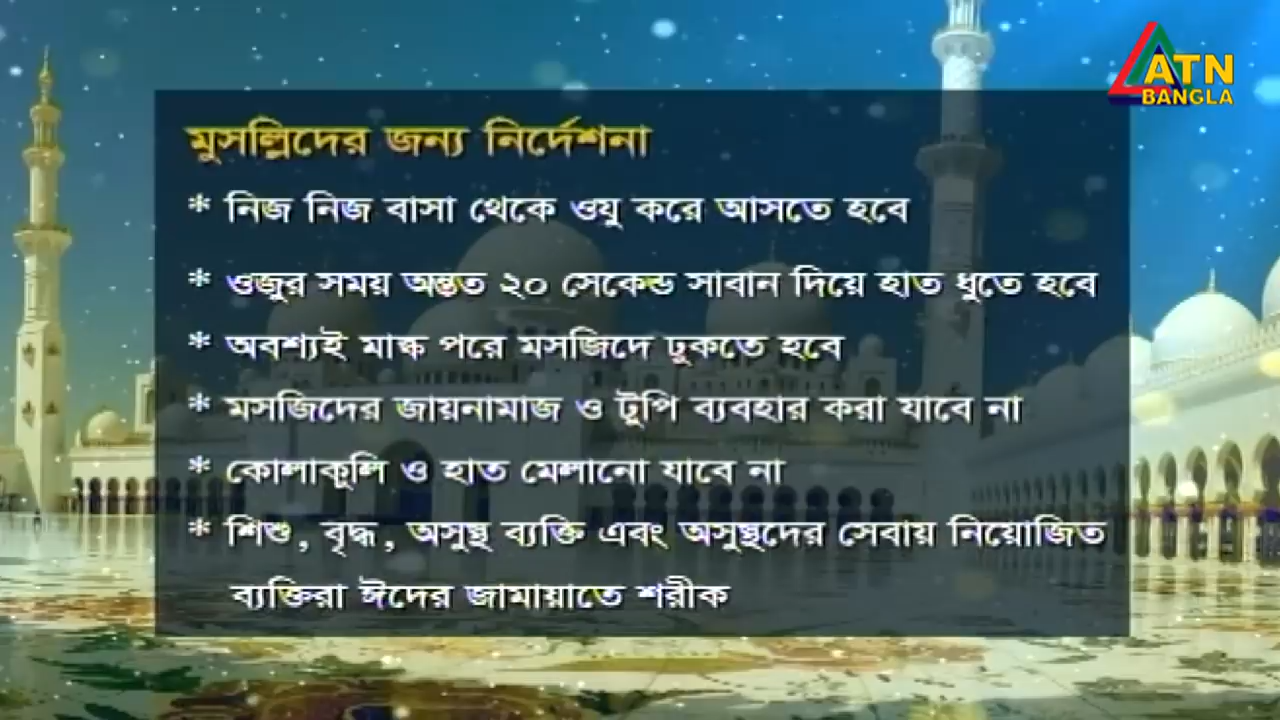 ATN
BANGLA
মুসল্লিদের জন্য নির্দেশনা
* নিজ নিজ বাসা থেকে ওযু করে আসতে হবে
* ওজুর সময় অন্তত ২০ সেকেন্ড সাবান দিয়ে হাত ধুতে হবে
* অবশ্যই মাস্ক পরে মসজিদে ঢুকতে হবে
* মসজিদের জায়নামাজ ও টুপি ব্যবহার করা যাবে না
* কোলাকুলি ও হাত মেলানো যাবে না
* শিশু, বৃদ্ধ, অসুস্থ ব্যক্তি এবং অসুস্থদের সেবায় নিয়োজিত
ব্যক্তিরা ঈদের জামায়াতে শরীক